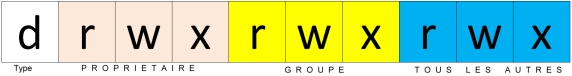 d r w x r w x r w x
Type PROPRIETAIRE GROUPE TOUS LES AUTRES